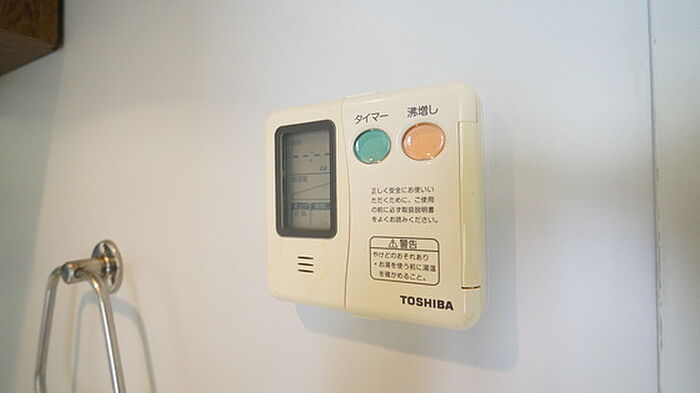 タイマー 沸増し
正しく安全にお使いい
ただくために、ご使用
の前に必ず取扱説明書
をよくお読みください。
⚠警告
やけどのおそれあり
・お湯を使う前に湯温
を確かめること。
TOSHIBA